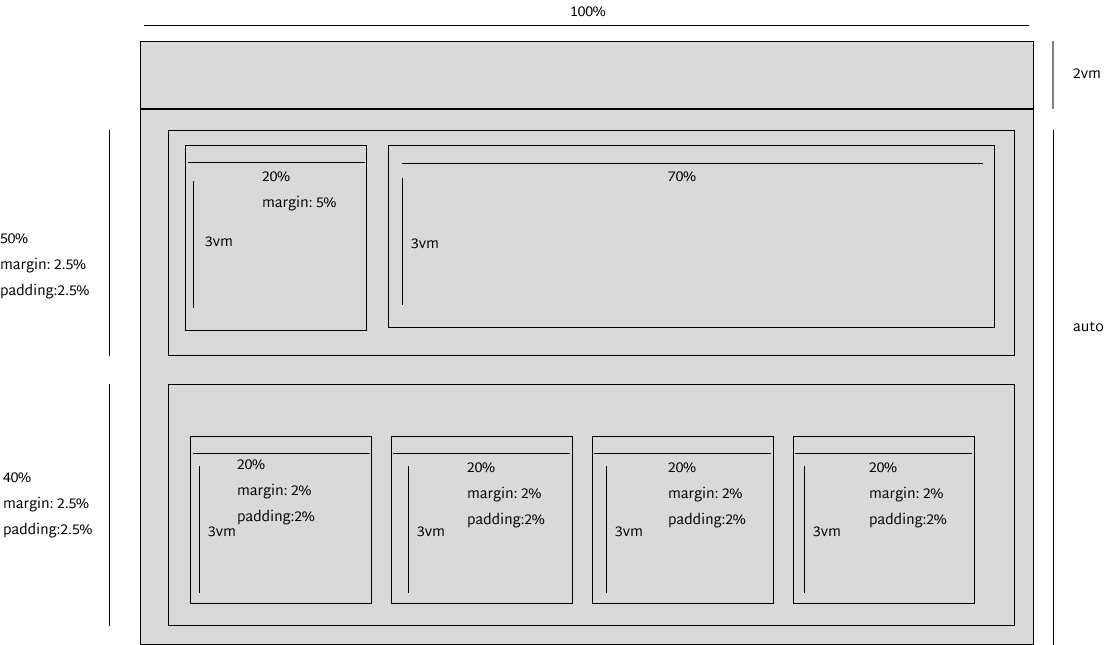 100%
2vm
20%
70%
margin: 5%
3vm
3vm
50%
margin: 2.5%
padding:2.5%
auto
20%
20%
20%
20%
margin: 2%
margin: 2%
margin: 2%
margin: 2%
padding:2%
padding:2%
padding:2%
padding:2%
3vm
3vm
3vm
3vm
40%
margin: 2.5%
padding:2.5%